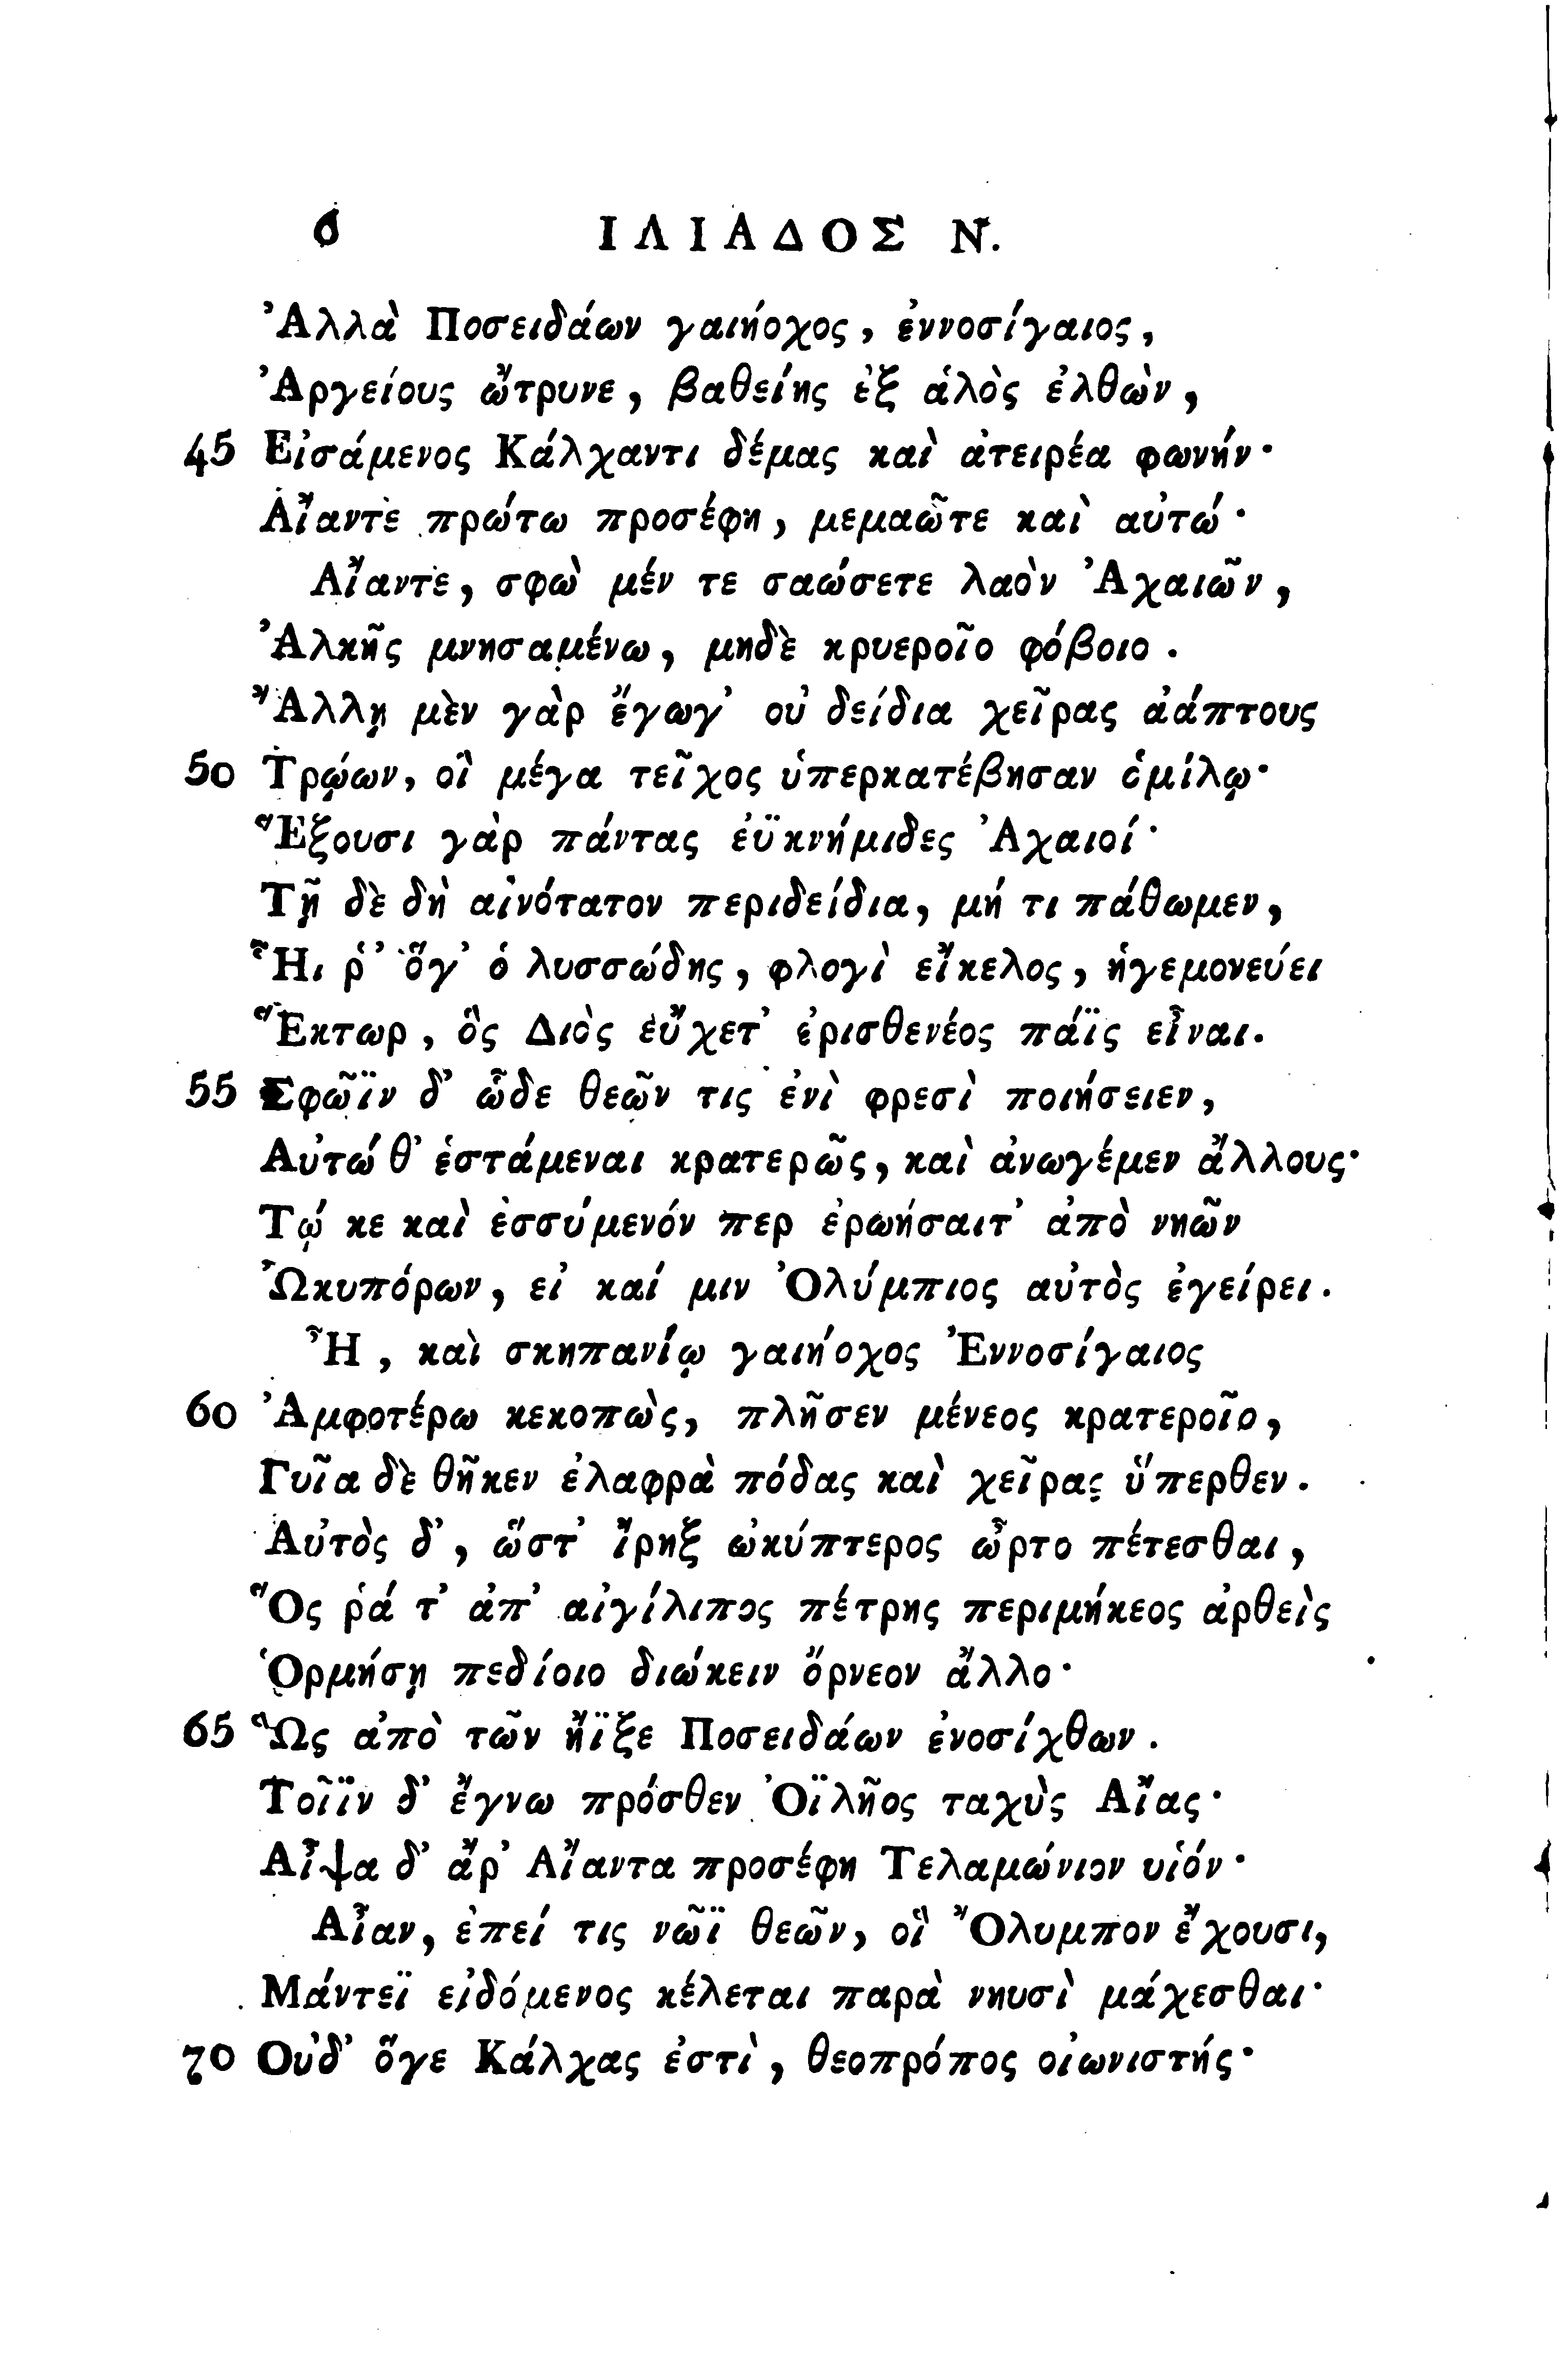 6 ΙΛΙΑΔΟΣ Ν.
Ἀλλὰ Ποσειδάων γαιήοχος, ἐννοσίγαιος,
Ἀργείους ὤτρυνε, βαθείης ἐξ ἁλὸς ἐλθὼν,
45 Εἰσάμενος Κάλχαντι δέμας καὶ ἀτειρέα φωνήν·
Αἴαντὲ πρώτω προσέφη, μεμαῶτε καὶ αὐτώ·
Αἴαντὲ, σφὼ μέν τε σαώσετε λαὸν Ἀχαιῶν,
Ἀλκῆς μνησαμένω, μηδὲ κρυεροῖο φόβοιο.
Ἄλλῃ μὲν γὰρ ἔγωγ' οὐ δείδια χεῖρας ἀάπτους
50 Τρώων, οἳ μέγα τεῖχος ὑπερκατέβησαν ὁμίλῳ·
Ἕξουσι γὰρ πάντας ἐϋκνήμιδες Ἀχαιοί·
Τῇ δὲ δὴ αἰνότατον περιδείδια, μή τι πάθωμεν,
Ἧι ῥ' ὅγ' ὁ λυσσώδης, φλογὶ εἴκελος, ἡγεμονεύει
Ἕκτωρ, ὃς Διὸς εὔχετ' ἐρισθενέος πάϊς εἶναι.
55 Σφῶϊν δ' ὧδε θεῶν τις ἐνὶ φρεσὶ ποιήσειεν,
Αὐτώ θ' ἑστάμεναι κρατερῶς, καὶ ἀνωγέμεν ἄλλους·
Τῴ κε καὶ ἐσσύμενόν περ ἐρωήσαιτ' ἀπὸ νηῶν
Ὠκυπόρων, εἰ καί μιν Ὀλύμπιος αὐτὸς ἐγείρει.
Ἦ, καὶ σκηπανίῳ γαιήοχος Ἐννοσίγαιος
60 Ἀμφοτέρω κεκοπὼς, πλῆσεν μένεος κρατεροῖο,
Γυῖα δὲ θῆκεν ἐλαφρὰ πόδας καὶ χεῖρας ὕπερθεν.
Αὐτὸς δ', ὥστ' ἴρηξ ὠκύπτερος ὦρτο πέτεσθαι,
Ὅς ῥά τ' ἀπ' αἰγίλιπος πέτρης περιμήκεος ἀρθεὶς
Ὁρμήσῃ πεδίοιο διώκειν ὄρνεον ἄλλο·
65 Ὣς ἀπὸ τῶν ἤϊξε Ποσειδάων ἐνοσίχθων.
Τοῖϊν δ' ἔγνω πρόσθεν Ὀϊλῆος ταχὺς Αἴας·
Αἶψα δ' ἄρ' Αἴαντα προσέφη Τελαμώνιον υἱόν·
Αἶαν, ἐπεί τις νῶϊ θεῶν, οἳ Ὄλυμπον ἔχουσι,
Μάντεϊ εἰδόμενος κέλεται παρὰ νηυσὶ μάχεσθαι·
70 Οὐδ' ὅγε Κάλχας ἐστὶ, θεοπρόπος οἰωνιστής·